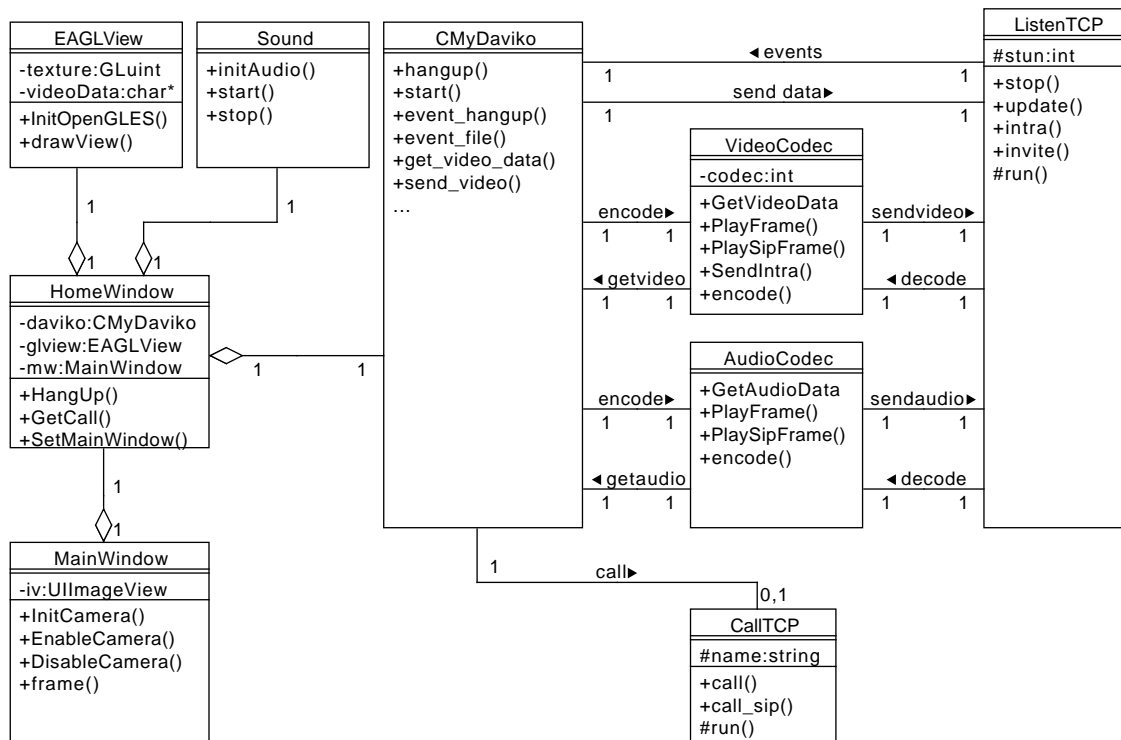 EAGLView
-texture:GLuint
-videoData:char*
+InitOpenGLES()
+drawView()
Sound
+initAudio()
+start()
+stop()
CMyDaviko
+hangup()
+start()
+event_hangup()
+event_file()
+get_video_data()
+send_video()
...
ListenTCP
#stun:int
+stop()
+update()
+intra()
+invite()
#run()
◄ events
1 1
send data►
1 1
VideoCodec
-codec:int
+GetVideoData
+PlayFrame()
+PlaySipFrame()
+SendIntra()
+encode()
encode►
1 1
sendvideo►
1 1
◄ getvideo
1 1
◄ decode
1 1
1
1
1
1
HomeWindow
-daviko:CMyDaviko
-glview:EAGLView
-mw:MainWindow
+HangUp()
+GetCall()
+SetMainWindow()
1 1
AudioCodec
+GetAudioData
+PlayFrame()
+PlaySipFrame()
+encode()
encode►
1 1
sendaudio►
1 1
◄ getaudio
1 1
◄ decode
1 1
1
1
MainWindow
-iv:UIImageView
+InitCamera()
+EnableCamera()
+DisableCamera()
+frame()
1
call►
0,1
CallTCP
#name:string
+call()
+call_sip()
#run()